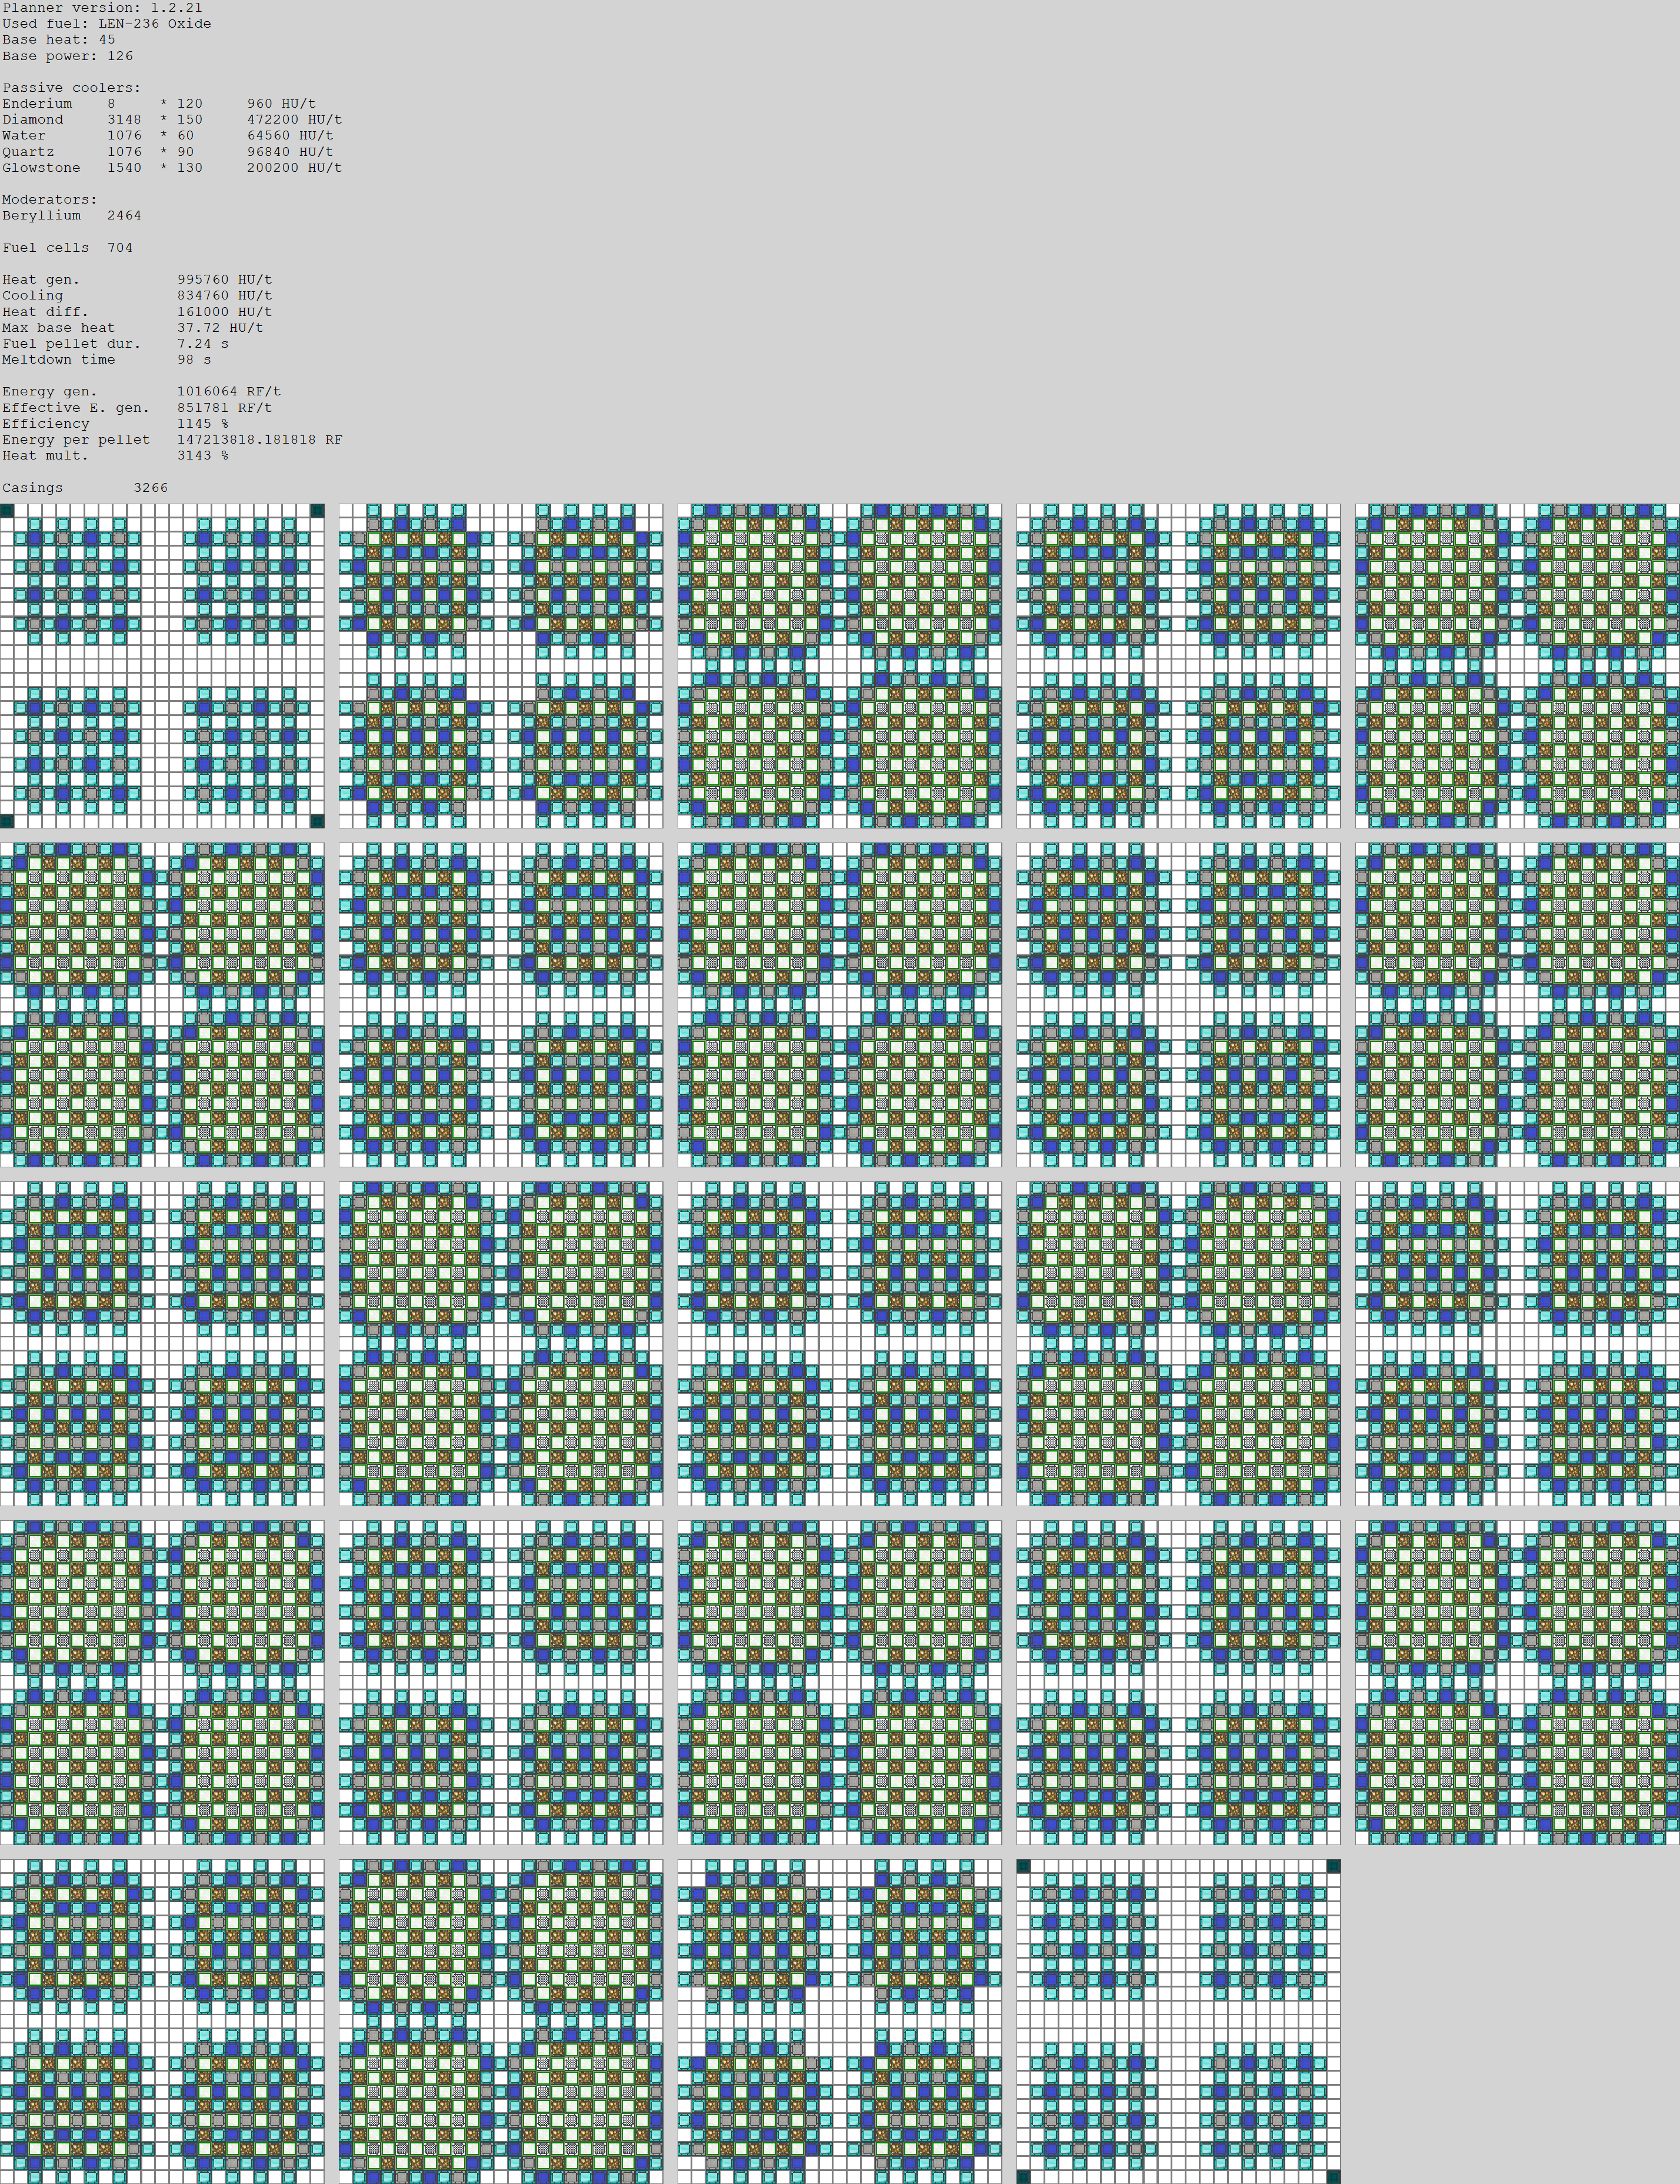 Planner version: 1.2.21
Used fuel: LEN-236 Oxide
Base heat: 45
Base power: 126
Passive coolers:
Enderium 8 * 120 960 HU/t
Diamond 3148 * 150 472200 HU/t
Water 1076 * 60 64560 HU/t
Quartz 1076 * 90 96840 HU/t
Glowstone 1540 * 130 200200 HU/t
Moderators:
Beryllium 2464
Fuel cells 704
Heat gen. 995760 HU/t
Cooling 834760 HU/t
Heat diff. 161000 HU/t
Max base heat 37.72 HU/t
Fuel pellet dur. 7.24 s
Meltdown time 98 s
Energy gen. 1016064 RF/t
Effective E. gen. 851781 RF/t
Efficiency 1145 %
Energy per pellet 147213818.181818 RF
Heat mult. 3143 %
Casings 3266